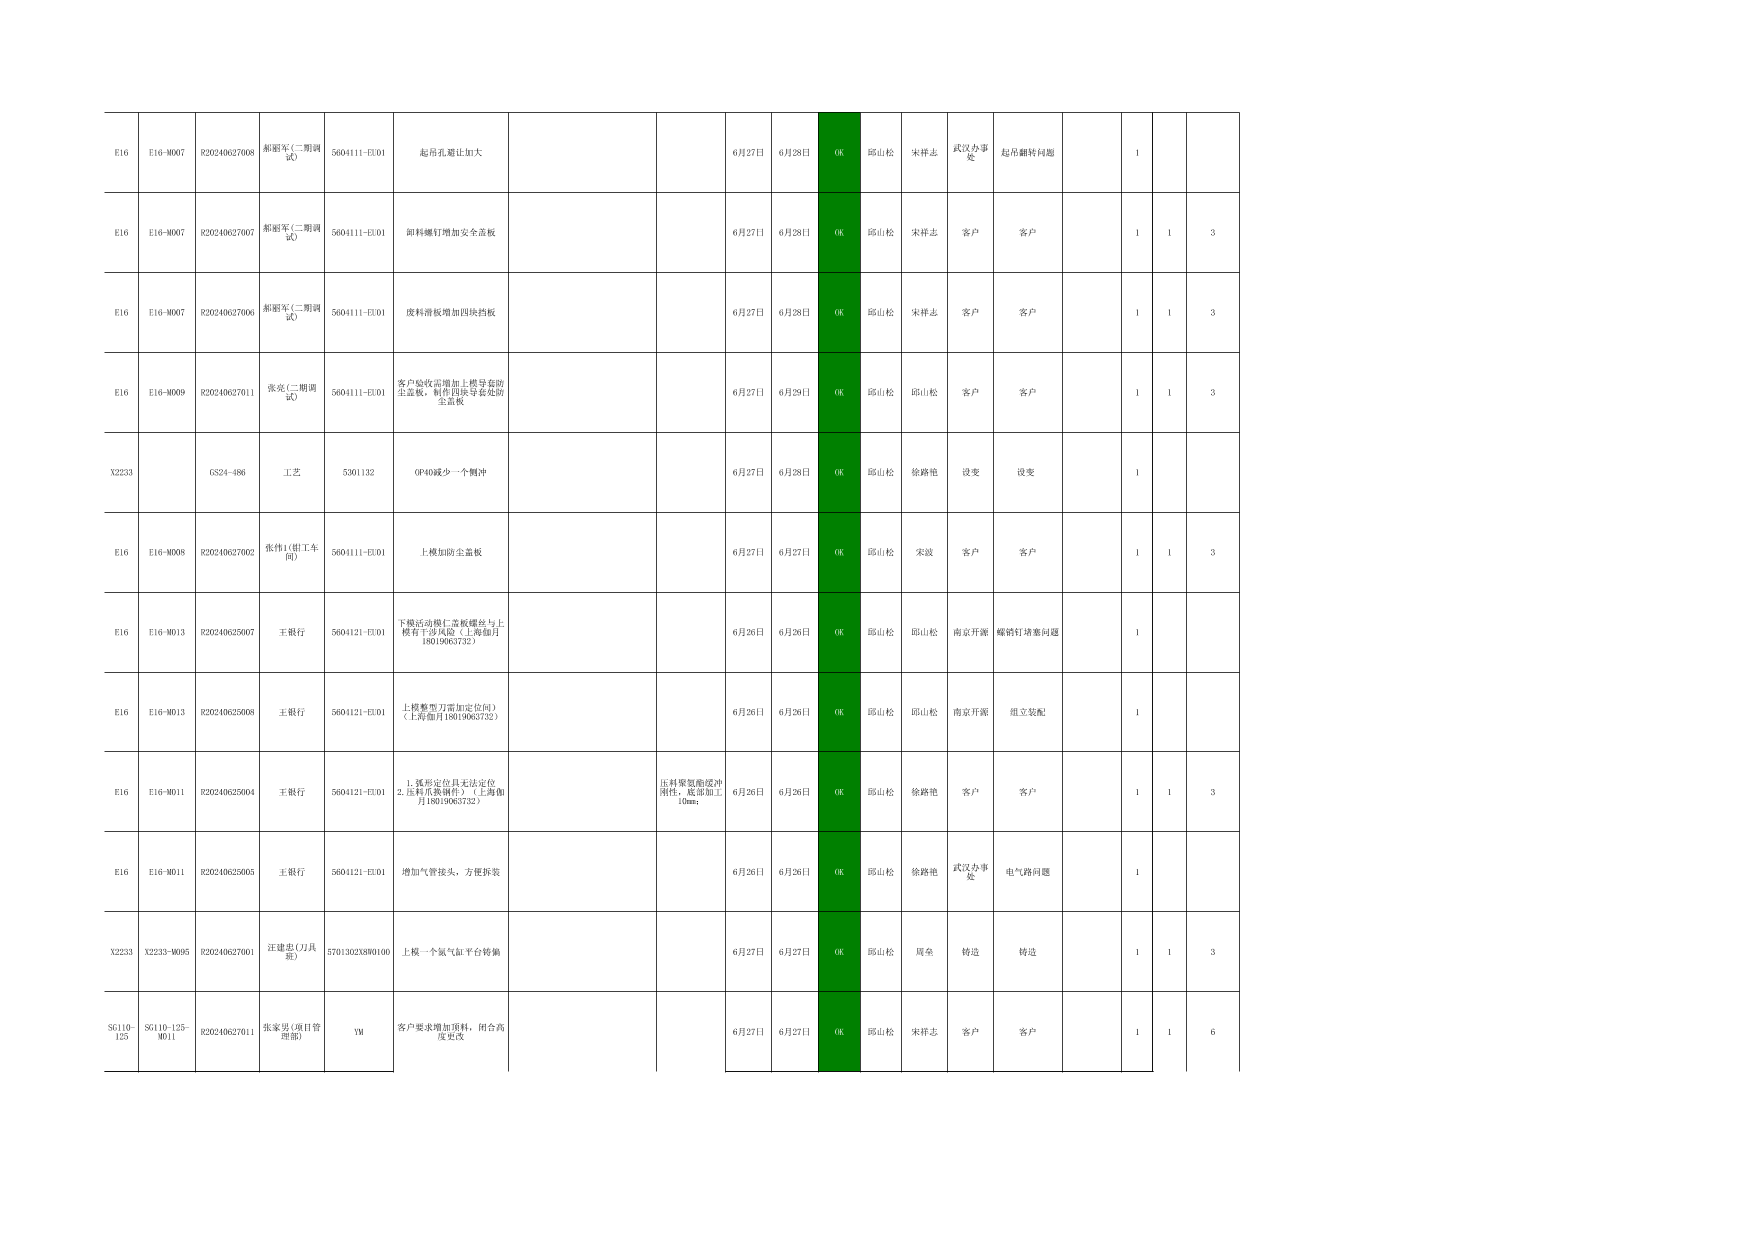 E16 E16-M007 R20240627008 郝丽军(二期调试) 5604111-EU01 起吊孔避让加大 6月27日 6月28日 OK 邱山松 宋祥志 武汉办事处 起吊翻转问题 1
E16 E16-M007 R20240627007 郝丽军(二期调试) 5604111-EU01 卸料螺钉增加安全盖板 6月27日 6月28日 OK 邱山松 宋祥志 客户 客户 1 1 3
E16 E16-M007 R20240627006 郝丽军(二期调试) 5604111-EU01 废料滑板增加四块挡板 6月27日 6月28日 OK 邱山松 宋祥志 客户 客户 1 1 3
E16 E16-M009 R20240627011 张亮(二期调试) 5604111-EU01 客户验收需增加上模导套防尘盖板，制作四块导套处防尘盖板 6月27日 6月29日 OK 邱山松 邱山松 客户 客户 1 1 3
X2233 GS24-486 工艺 5301132 OP40减少一个侧冲 6月27日 6月28日 OK 邱山松 徐路艳 设变 设变 1
E16 E16-M008 R20240627002 张伟1(钳工车间) 5604111-EU01 上模加防尘盖板 6月27日 6月27日 OK 邱山松 宋波 客户 客户 1 1 3
E16 E16-M013 R20240625007 王银行 5604121-EU01 下模活动模仁盖板螺丝与上模有干涉风险（上海伽月18019063732） 6月26日 6月26日 OK 邱山松 邱山松 南京开源 螺销钉堵塞问题 1
E16 E16-M013 R20240625008 王银行 5604121-EU01 上模整型刀需加定位间）（上海伽月18019063732） 6月26日 6月26日 OK 邱山松 邱山松 南京开源 组立装配 1
E16 E16-M011 R20240625004 王银行 5604121-EU01 1.弧形定位具无法定位 2.压料爪换钢件）（上海伽月18019063732） 压料聚氨酯缓冲刚性，底部加工10mm； 6月26日 6月26日 OK 邱山松 徐路艳 客户 客户 1 1 3
E16 E16-M011 R20240625005 王银行 5604121-EU01 增加气管接头，方便拆装 6月26日 6月26日 OK 邱山松 徐路艳 武汉办事处 电气路问题 1
X2233 X2233-M095 R20240627001 汪建忠(刀具班) 5701302X8W0100 上模一个氮气缸平台铸偏 6月27日 6月27日 OK 邱山松 周垒 铸造 铸造 1 1 3
SG110-125 SG110-125-M011 R20240627011 张家男(项目管理部) YM 客户要求增加顶料，闭合高度更改 6月27日 6月27日 OK 邱山松 宋祥志 客户 客户 1 1 6